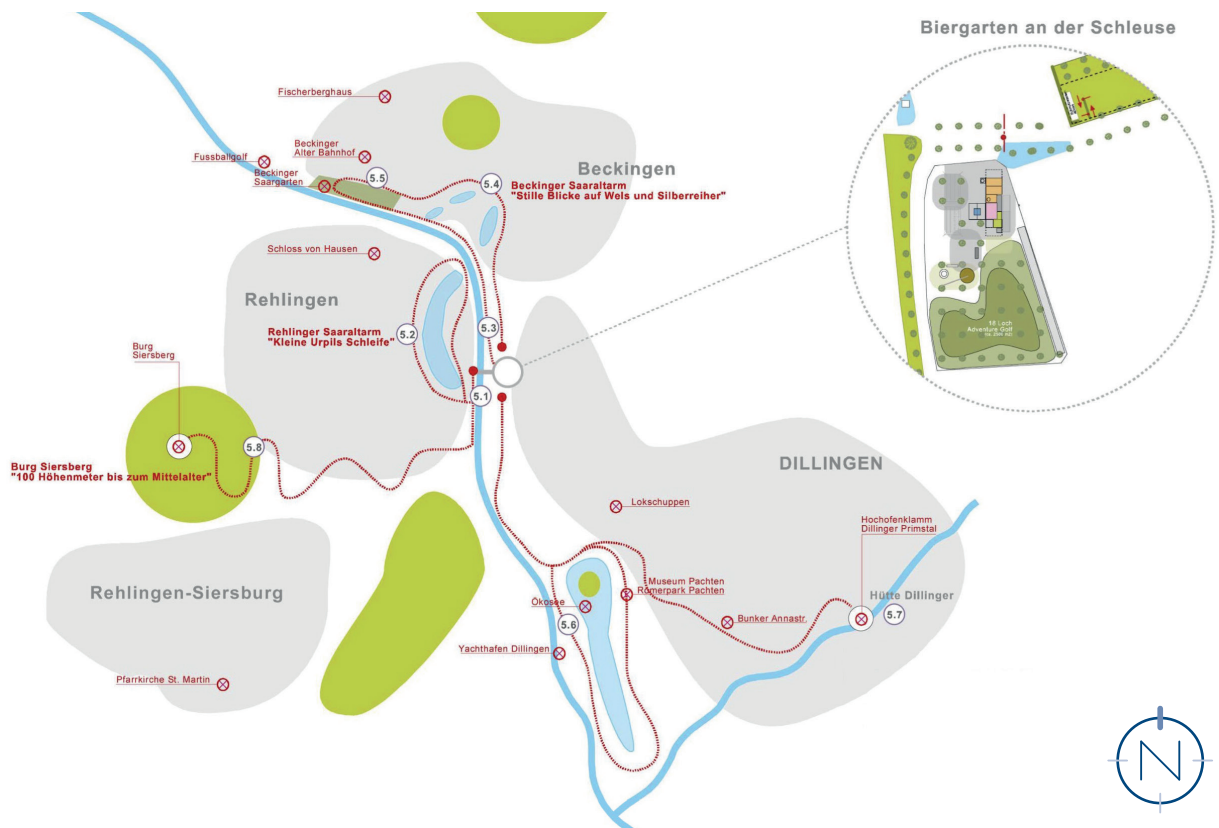 Biergarten an der Schleuse
Fischerberghaus
Beckinger
Alter Bahnhof
Fussballgolf
Beckinger
Saargarten
5.5
5.4
Beckingen
Beckinger Saaraltarm
"Stille Blicke auf Wels und Silberreiher"
Schloss von Hausen
Rehlingen
Rehlinger Saaraltarm
"Kleine Urpils Schleife"
5.2
5.3
5.1
18 Loch
Adventure Golf
Burg
Siersberg
5.8
Burg Siersberg
"100 Höhenmeter bis zum Mittelalter"
DILLINGEN
Lokschuppen
Hochofenklamm
Dillinger Primstal
Rehlingen-Siersburg
Museum Pachten
Römerpark Pachten
Ökosee
5.6
Bunker Annastr.
Hütte Dillinger
5.7
Yachthafen Dillingen
Pfarrkirche St. Martin
N